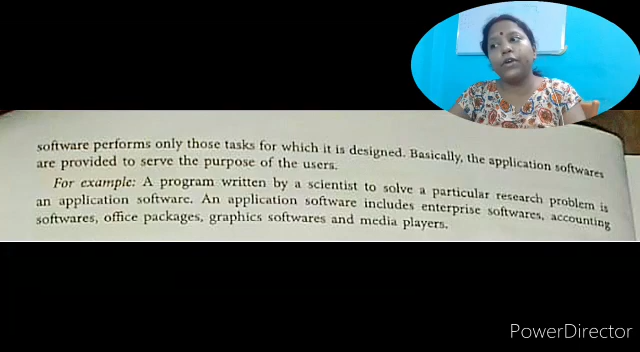 software performs only those tasks for which it is designed. Basically, the application softwares
are provided to serve the purpose of the users.
For example: A program written by a scientist to solve a particular research problem is
an application software. An application software includes enterprise softwares, accounting
softwares, office packages, graphics softwares and media players.
PowerDirector